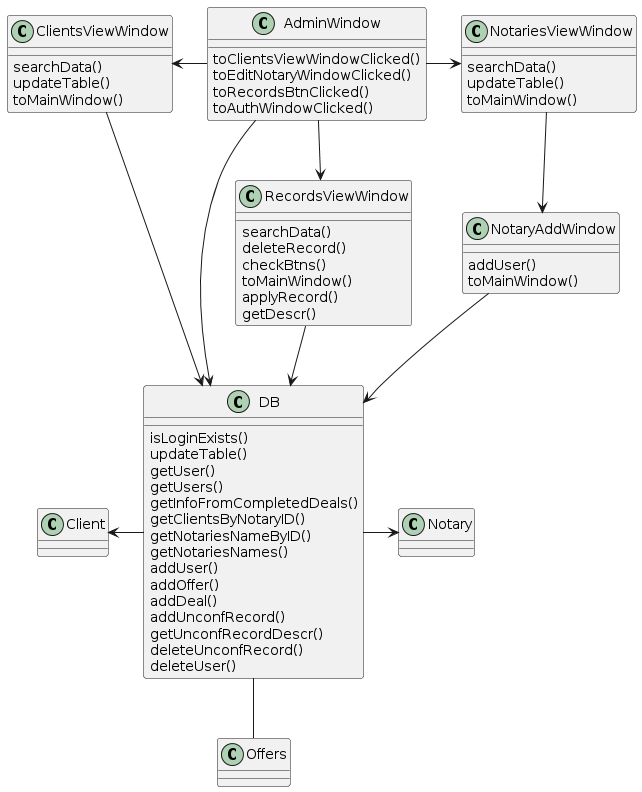 C ClientsViewWindow
searchData()
updateTable()
toMainWindow()
C AdminWindow
toClientsViewWindowClicked()
toEditNotaryWindowClicked()
toRecordsBtnClicked()
toAuthWindowClicked()
C NotariesViewWindow
searchData()
updateTable()
toMainWindow()
C RecordsViewWindow
searchData()
deleteRecord()
checkBtns()
toMainWindow()
applyRecord()
getDescr()
C NotaryAddWindow
addUser()
toMainWindow()
C DB
isLoginExists()
updateTable()
getUser()
getUsers()
getInfoFromCompletedDeals()
getClientsByNotaryID()
getNotariesNameByID()
getNotariesNames()
addUser()
addOffer()
addDeal()
addUnconfRecord()
getUnconfRecordDescr()
deleteUnconfRecord()
deleteUser()
C Client
C Notary
C Offers